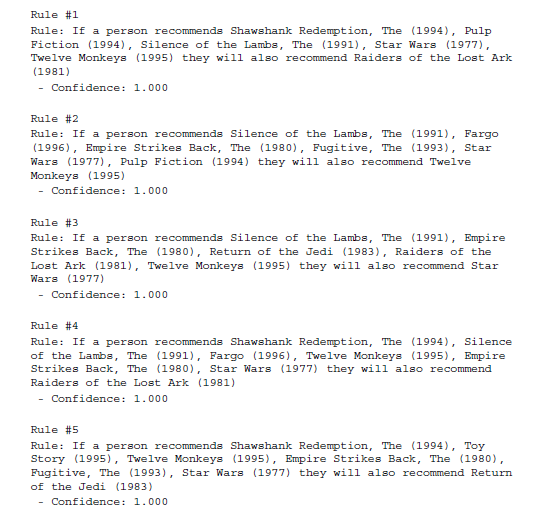 Rule #1
Rule: If a person recommends Shawshank Redemption, The (1994), Pulp
Fiction (1994), Silence of the Lambs, The (1991), Star Wars (1977),
Twelve Monkeys (1995) they will also recommend Raiders of the Lost Ark
(1981)
- Confidence: 1.000
Rule #2
Rule: If a person recommends Silence of the Lambs, The (1991), Fargo
(1996), Empire Strikes Back, The (1980), Fugitive, The (1993), Star
Wars (1977), Pulp Fiction (1994) they will also recommend Twelve
Monkeys (1995)
- Confidence: 1.000
Rule #3
Rule: If a person recommends Silence of the Lambs, The (1991), Empire
Strikes Back, The (1980), Return of the Jedi (1983), Raiders of the
Lost Ark (1981), Twelve Monkeys (1995) they will also recommend Star
Wars (1977)
- Confidence: 1.000
Rule #4
Rule: If a person recommends Shawshank Redemption, The (1994), Silence
of the Lambs, The (1991), Fargo (1996), Twelve Monkeys (1995), Empire
Strikes Back, The (1980), Star Wars (1977) they will also recommend
Raiders of the Lost Ark (1981)
- Confidence: 1.000
Rule #5
Rule: If a person recommends Shawshank Redemption, The (1994), Toy
Story (1995), Twelve Monkeys (1995), Empire Strikes Back, The (1980),
Fugitive, The (1993), Star Wars (1977) they will also recommend Return
of the Jedi (1983)
- Confidence: 1.000